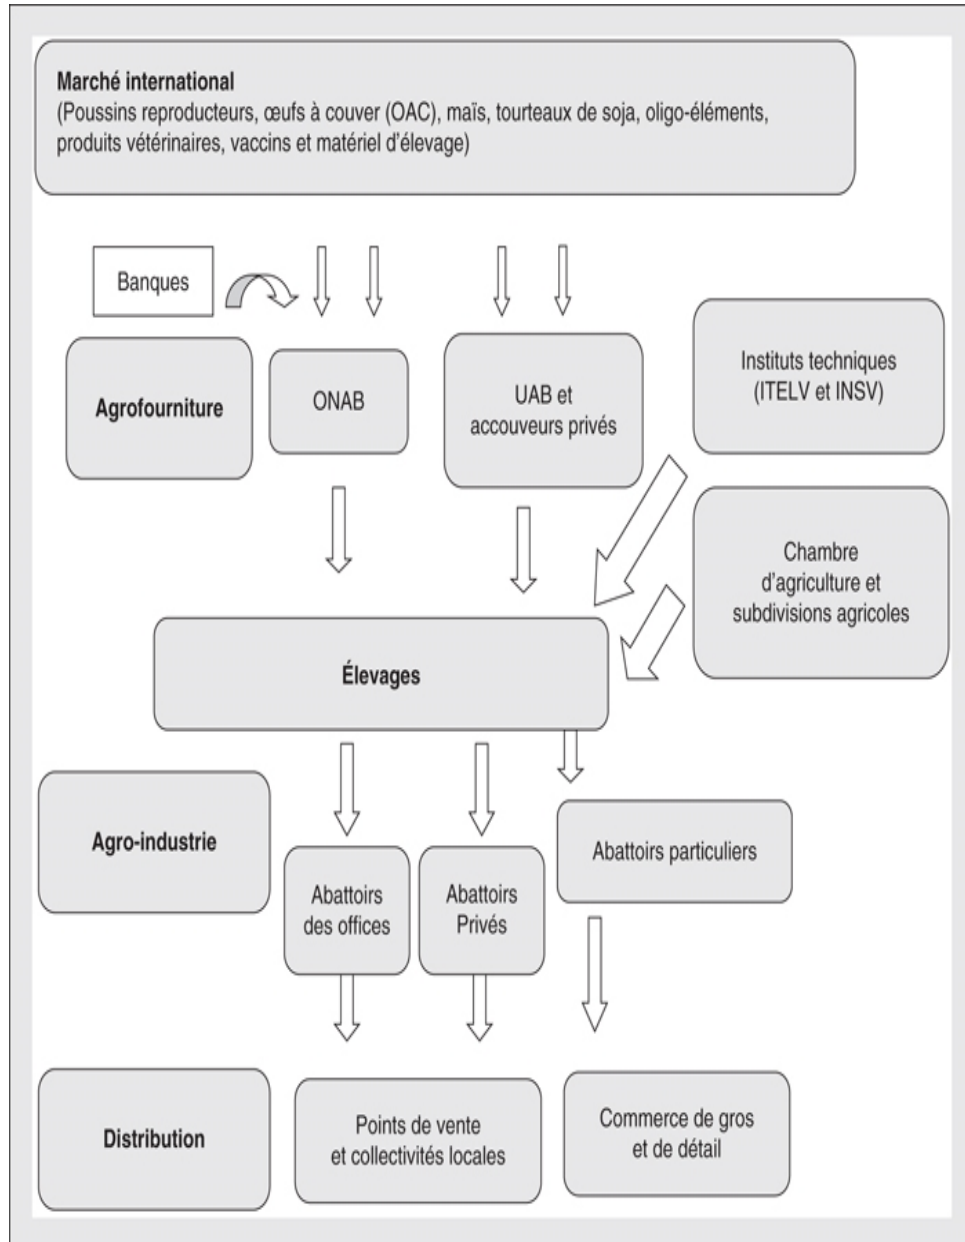 Marché international
(Poussins reproducteurs, œufs à couver (OAC), maïs, tourteaux de soja, oligo-éléments,
produits vétérinaires, vaccins et matériel d'élevage)
Banques
Agrofourniture
ONAB
UAB et
accouveurs privés
Instituts techniques
(ITELV et INSV)
Chambre
d'agriculture et
subdivisions agricoles
Élevages
Agro-industrie
Abattoirs
des offices
Abattoirs
Privés
Abattoirs particuliers
Distribution
Points de vente
et collectivités locales
Commerce de gros
et de détail